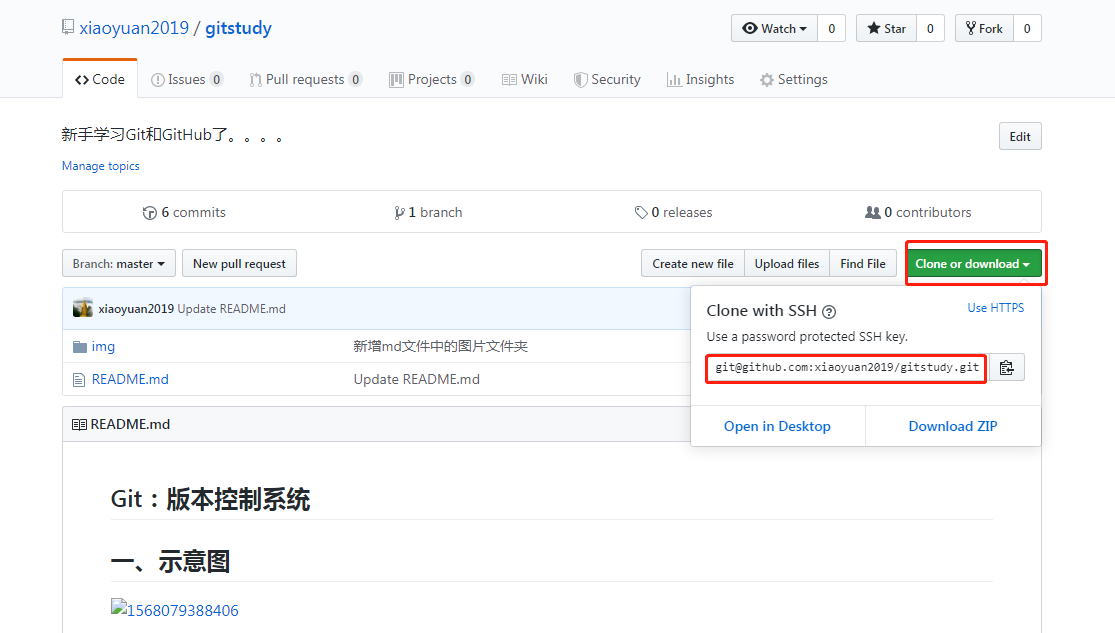 xiaoyuan2019 / gitstudy
Watch 0 Star 0 Fork 0
Code Issues 0 Pull requests 0 Projects 0 Wiki Security Insights Settings
新手学习Git和GitHub了。。。。
Edit
Manage topics
6 commits 1 branch 0 releases 0 contributors
Branch: master New pull request Create new file Upload files Find File Clone or download
xiaoyuan2019 Update README.md
Clone with SSH Use HTTPS
Use a password protected SSH key.
img 新增md文件中的图片文件夹
git@github.com:xiaoyuan2019/gitstudy.git
README.md Update README.md
README.md
Open in Desktop Download ZIP
Git：版本控制系统
一、示意图
1568079388406